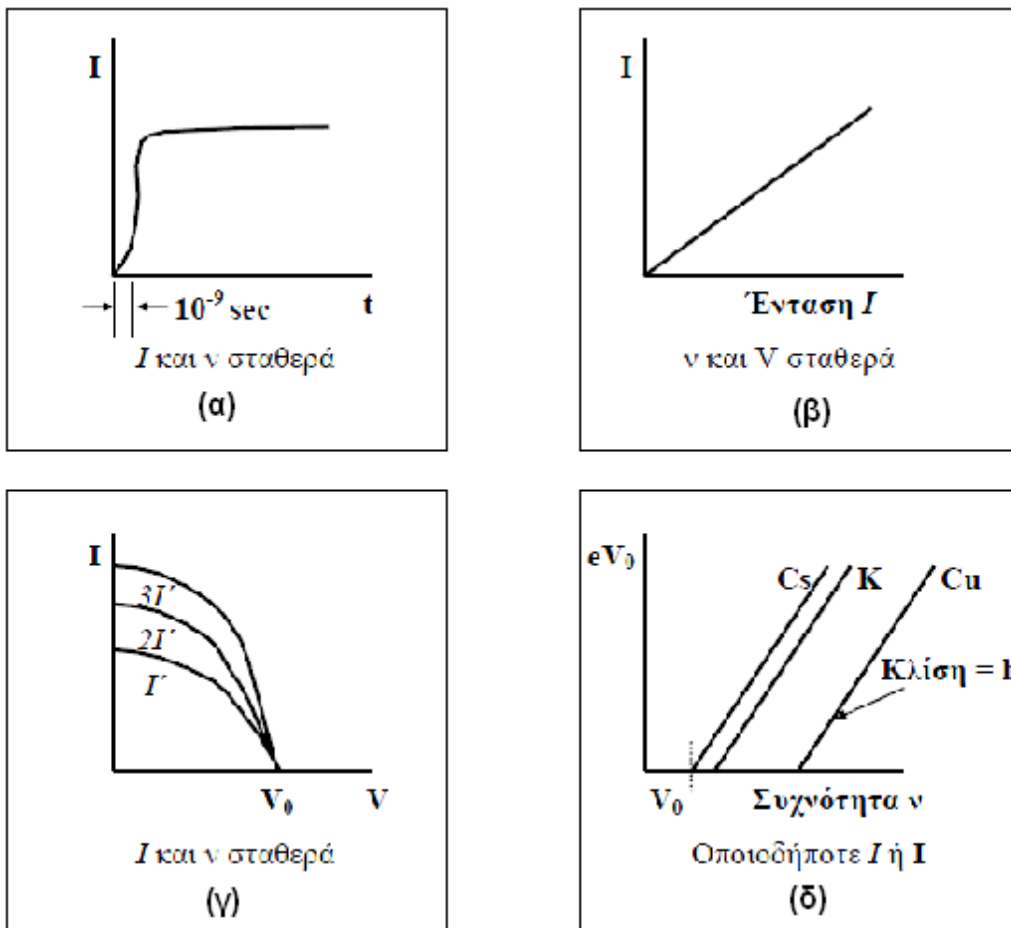 I
10⁻⁹ sec
t
I και ν σταθερά
(α)
I
Ένταση I
ν και V σταθερά
(β)
I
3I΄
2I΄
I΄
V₀
V
I και ν σταθερά
(γ)
eV₀
Cs
K
Cu
Κλίση = h
V₀
Συχνότητα ν
Οποιοδήποτε I ή I
(δ)